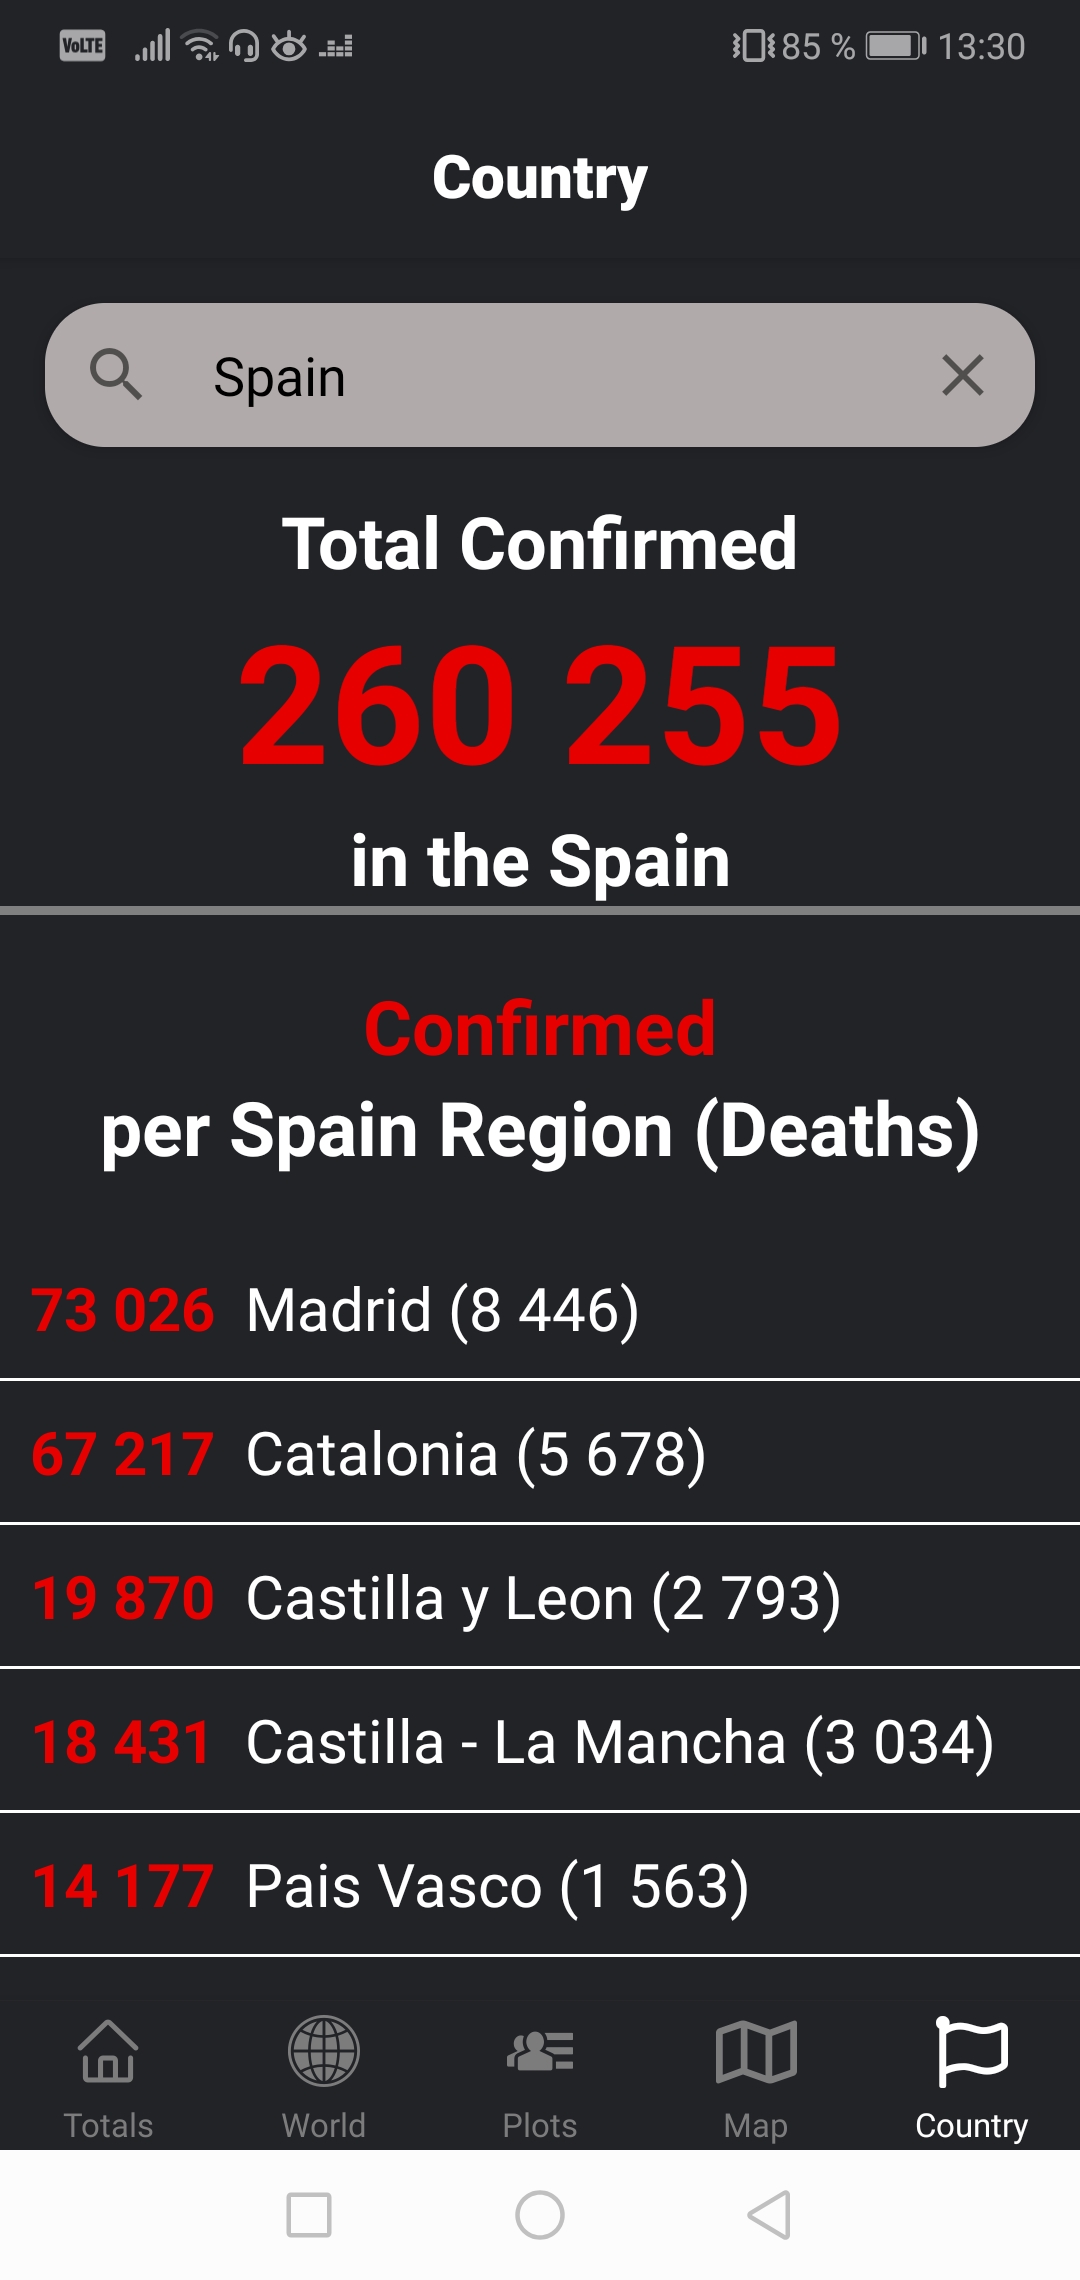 VoLTE 85 % 13:30
Country
Spain
Total Confirmed
260 255
in the Spain
Confirmed
per Spain Region (Deaths)
73 026 Madrid (8 446)
67 217 Catalonia (5 678)
19 870 Castilla y Leon (2 793)
18 431 Castilla - La Mancha (3 034)
14 177 Pais Vasco (1 563)
Totals World Plots Map Country